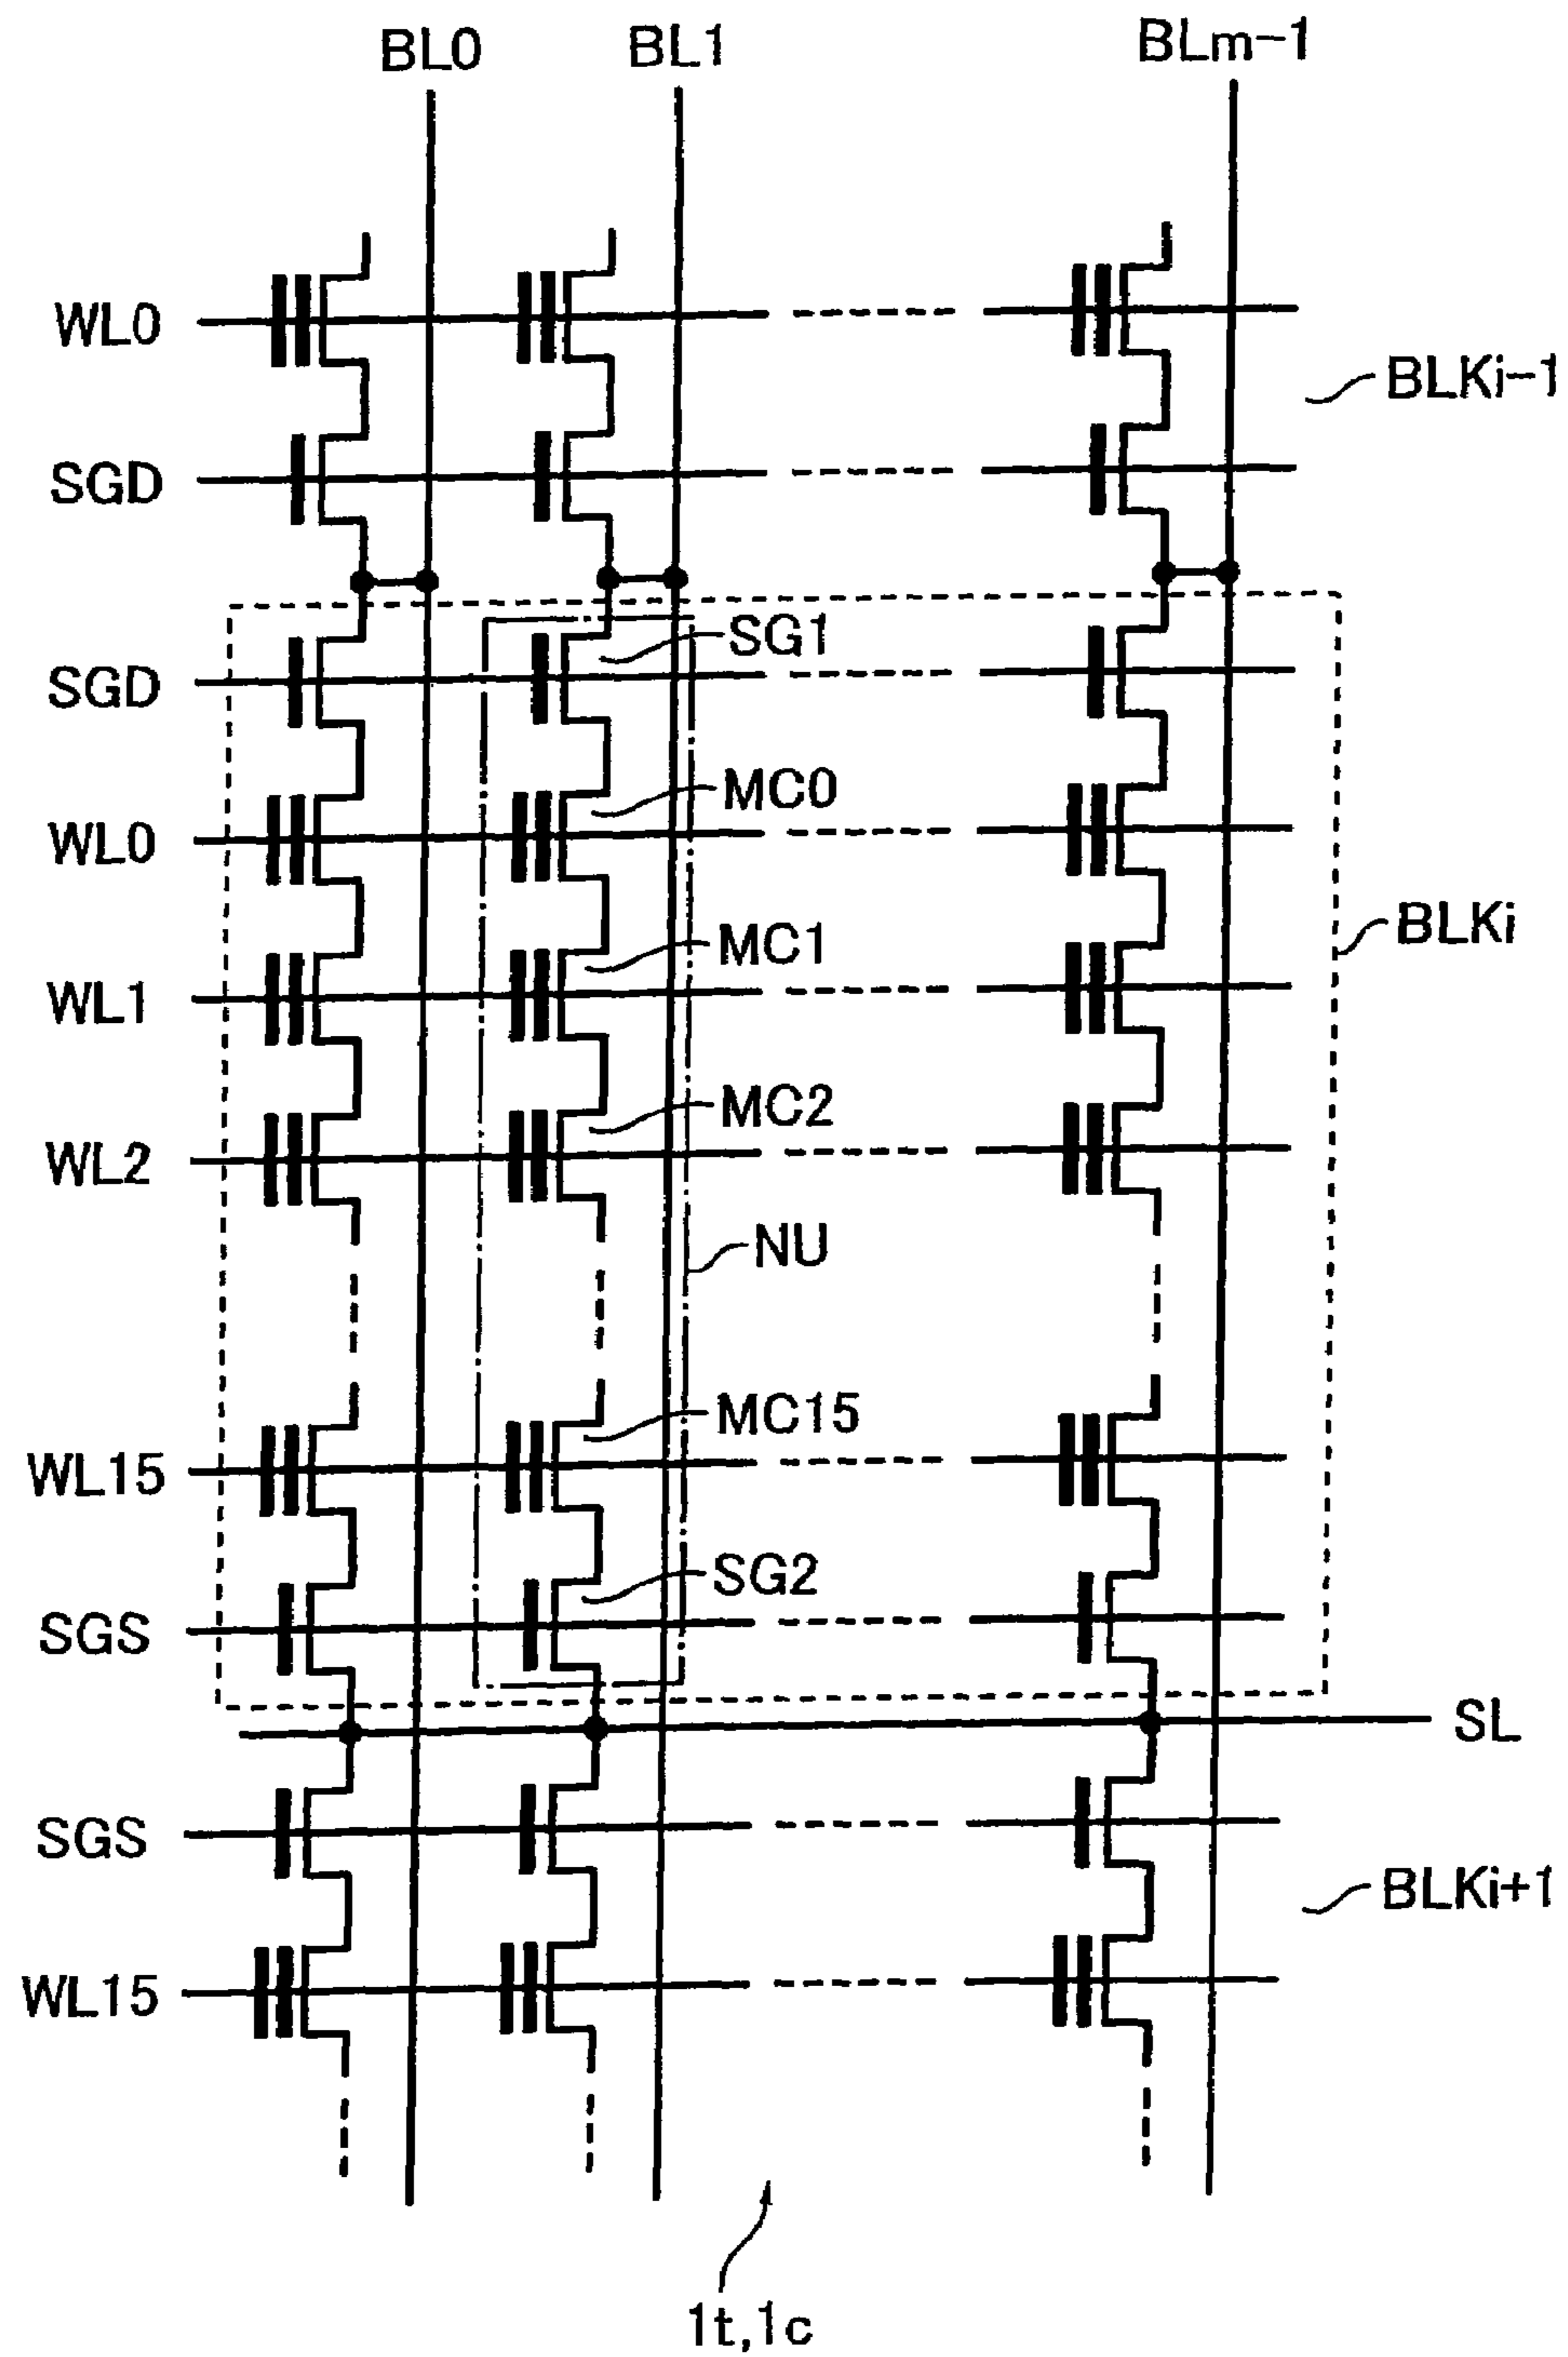 BL0 BL1 BLm-1
WL0
BLKi-1
SGD
SG1
SGD
MC0
WL0
BLKi
MC1
WL1
MC2
WL2
NU
MC15
WL15
SG2
SGS
SL
SGS
BLKi+1
WL15
1t,1c